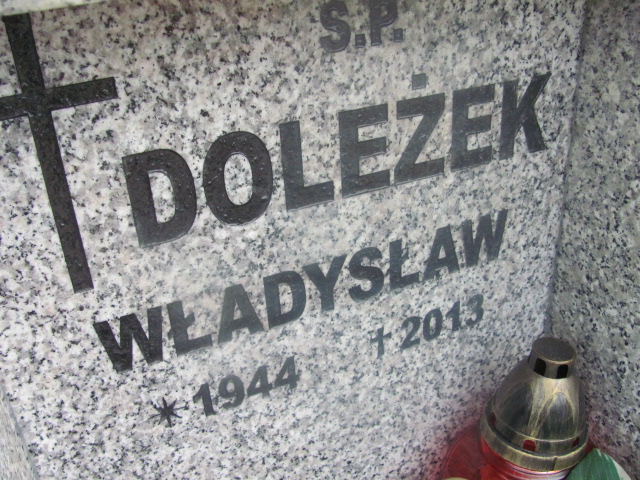 Ś.P.
DOLEŻEK
WŁADYSŁAW
* 1944 † 2013